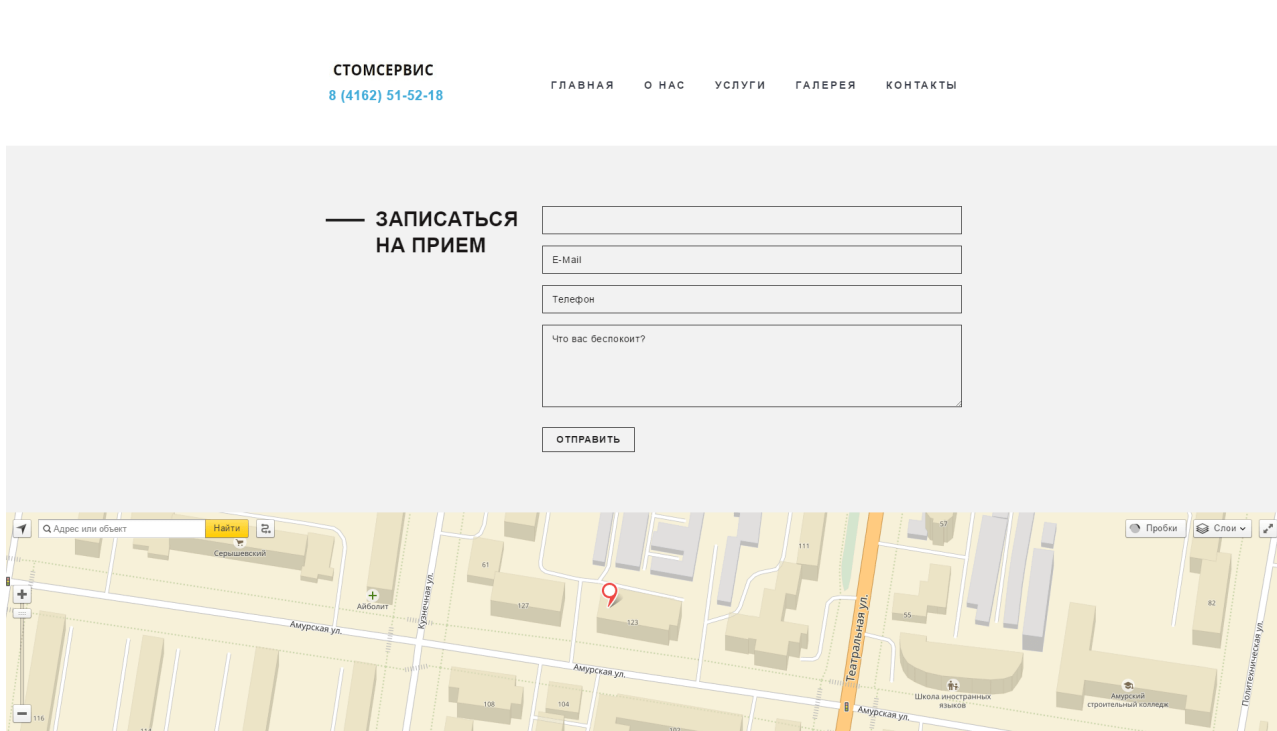 СТОМСЕРВИС
8 (4162) 51-52-18
ГЛАВНАЯ
О НАС
УСЛУГИ
ГАЛЕРЕЯ
КОНТАКТЫ
ЗАПИСАТЬСЯ
НА ПРИЕМ
E-Mail
Телефон
Что вас беспокоит?
ОТПРАВИТЬ
Адрес или объект
Найти
Пробки
Слои
Серышевский
57
111
61
Айболит
Кузнечная ул.
127
123
55
82
Амурская ул.
Театральная ул.
Политехническая ул.
Амурская ул.
Школа иностранных
языков
Амурский
строительный колледж
108
104
Амурская ул.
116
114
107